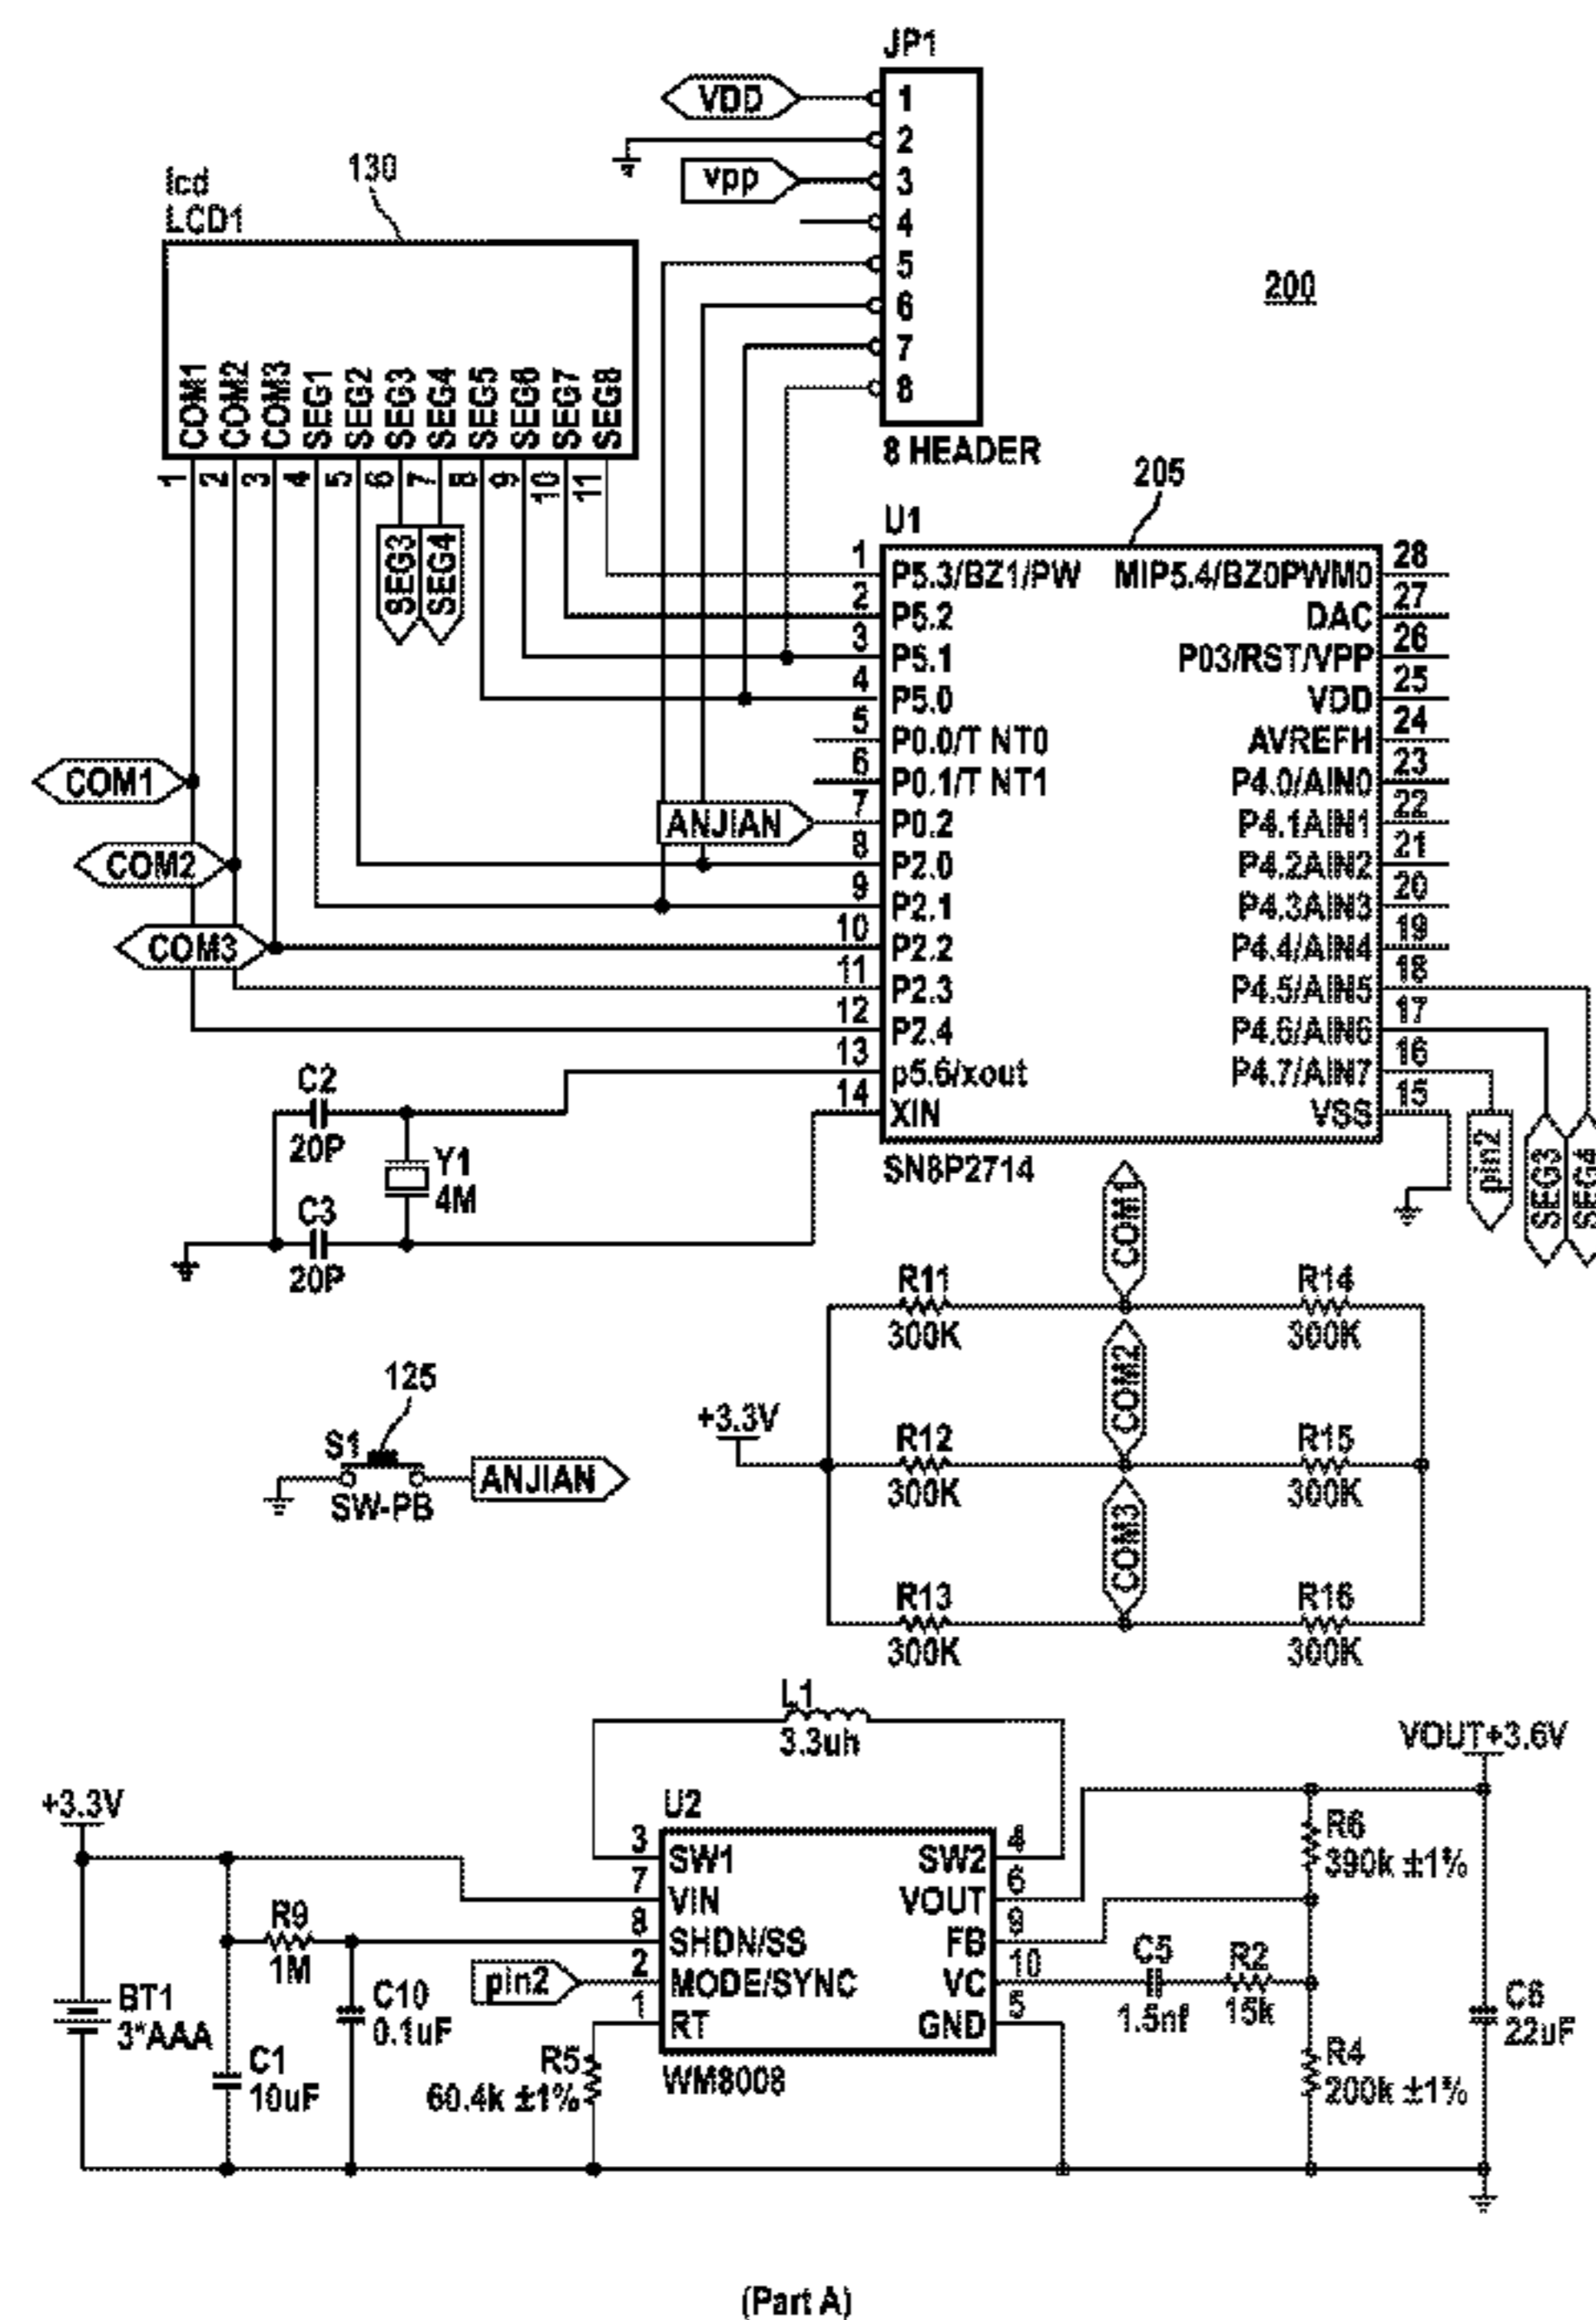 JP1
VDD
1
2
vpp
3
4
5
6
7
8
8 HEADER
200
lcd
LCD1
130
COM1
COM2
COM3
SEG1
SEG2
SEG3
SEG4
SEG5
SEG6
SEG7
SEG8
1
2
3
4
5
6
7
8
9
10
11
SEG3
SEG4
205
U1
1 P5.3/BZ1/PW MIP5.4/BZ0PWM0 28
2 P5.2 DAC 27
3 P5.1 P03/RST/VPP 26
4 P5.0 VDD 25
5 P0.0/T NT0 AVREFH 24
6 P0.1/T NT1 P4.0/AIN0 23
ANJIAN 7 P0.2 P4.1AIN1 22
8 P2.0 P4.2AIN2 21
9 P2.1 P4.3AIN3 20
10 P2.2 P4.4/AIN4 19
11 P2.3 P4.5/AIN5 18
12 P2.4 P4.6/AIN6 17
13 p5.6/xout P4.7/AIN7 16
14 XIN VSS 15
SN8P2714
COM1
COM2
COM3
pin2
SEG3
SEG4
C2
20P
Y1
4M
C3
20P
125
S1
SW-PB
ANJIAN
+3.3V
R11
300K
COM1
R14
300K
R12
300K
COM2
R15
300K
R13
300K
COM3
R16
300K
L1
3.3uh
VOUT+3.6V
+3.3V
U2
3 SW1 SW2 4
7 VIN VOUT 6
8 SHDN/SS FB 9
pin2 2 MODE/SYNC VC 10
1 RT GND 5
WM8008
R9
1M
BT1
3*AAA
C10
0.1uF
C1
10uF
R5
60.4k ±1%
C5
1.5nf
R2
15k
R6
390k ±1%
R4
200k ±1%
C6
22uF
(Part A)